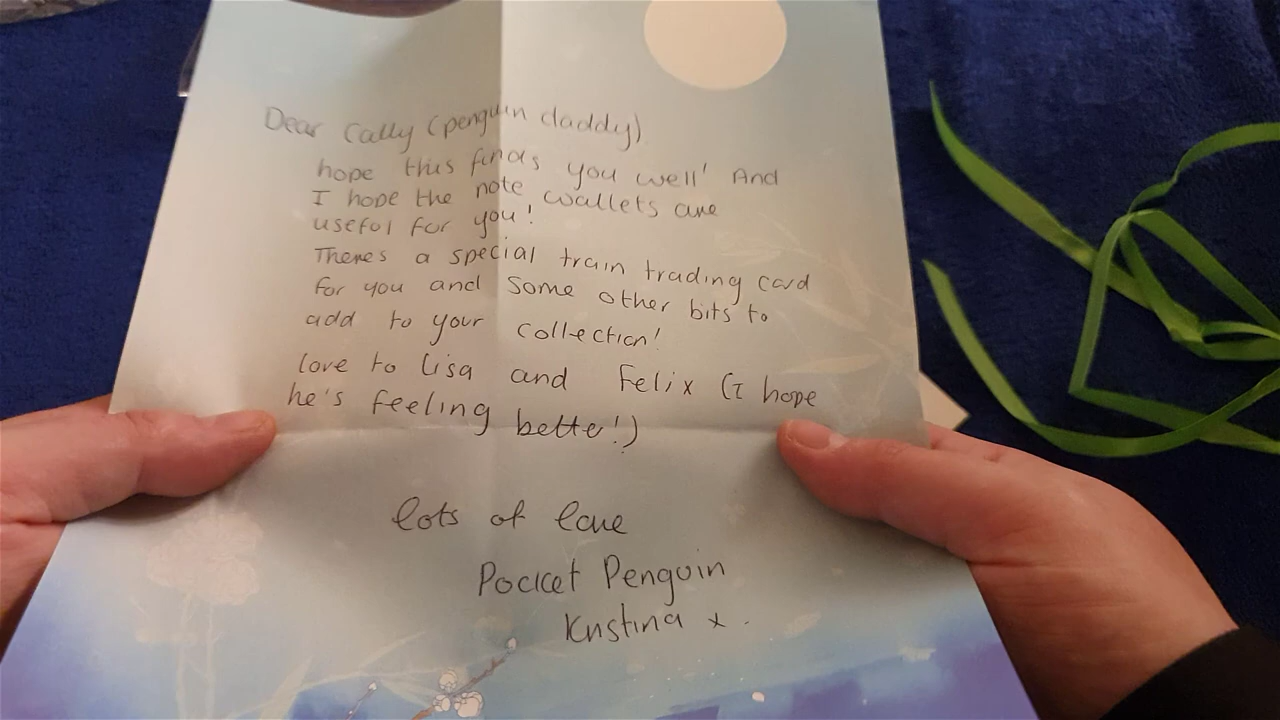 Dear Cally (penguin daddy)
hope this finds you well! And
I hope the note wallets are
useful for you!
Theres a special train trading card
for you and some other bits to
add to your collection!
love to Lisa and Felix (I hope
he's feeling better!)
lots of love
Pocket Penguin
Kristina x.